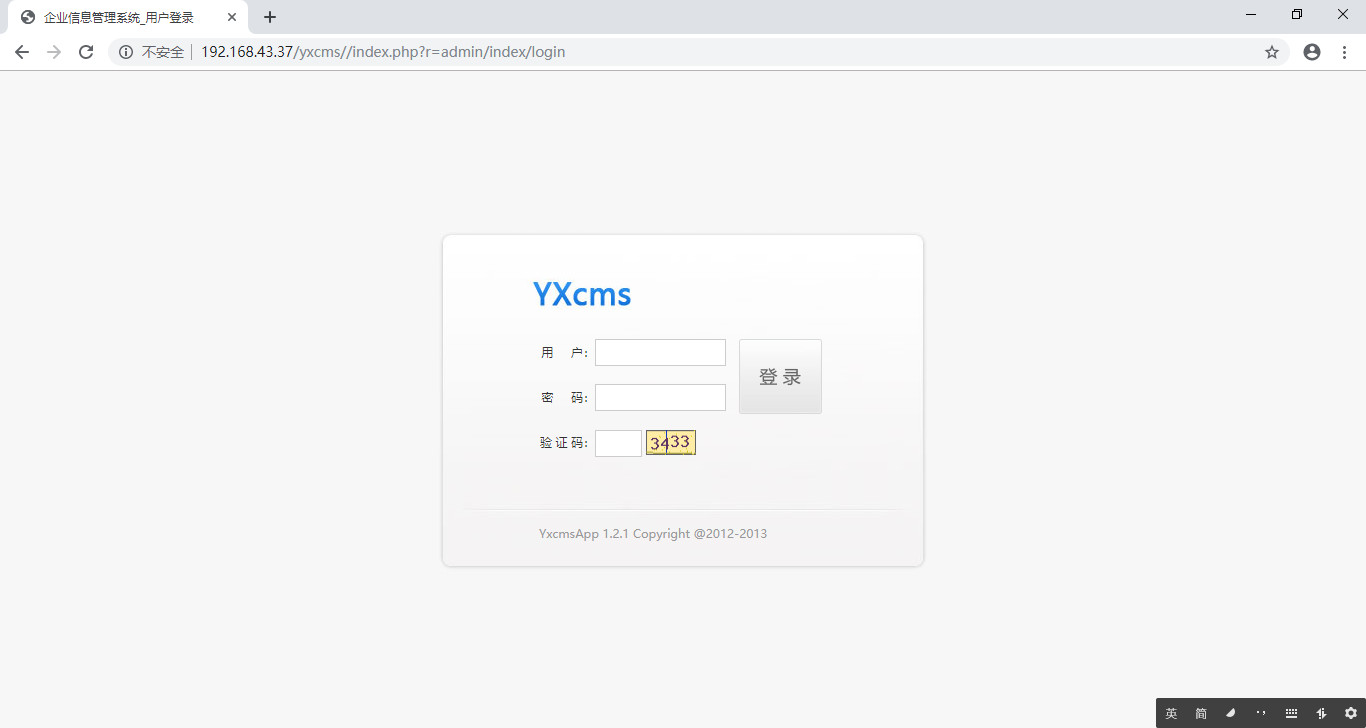 企业信息管理系统_用户登录
不安全 192.168.43.37/yxcms//index.php?r=admin/index/login
YXcms
用 户:
密 码:
登 录
验证码: 3433
YxcmsApp 1.2.1 Copyright @2012-2013
英 简